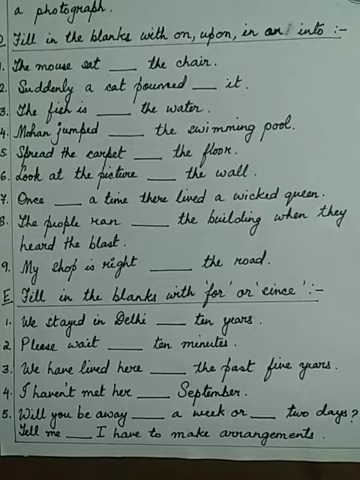 a photograph.
D Fill in the blanks with on, upon, in and into :-
1. The mouse sat ___ the chair.
2. Suddenly a cat pounned ___ it.
3. The fish is ___ the water.
4. Mohan jumped ___ the swimming pool.
5. Spread the carpet ___ the floor.
6. Look at the picture ___ the wall.
7. Once ___ a time there lived a wicked queen.
8. The people ran ___ the building when they
heard the blast.
9. My shop is right ___ the road.
E Fill in the blanks with 'for' or 'since' :-
1. We stayed in Delhi ___ ten years.
2 Please wait ___ ten minutes.
3. We have lived here ___ the past five years.
4. I haven't met her ___ September.
5. Will you be away ___ a week or ___ two days?
Tell me ___ I have to make arrangements.